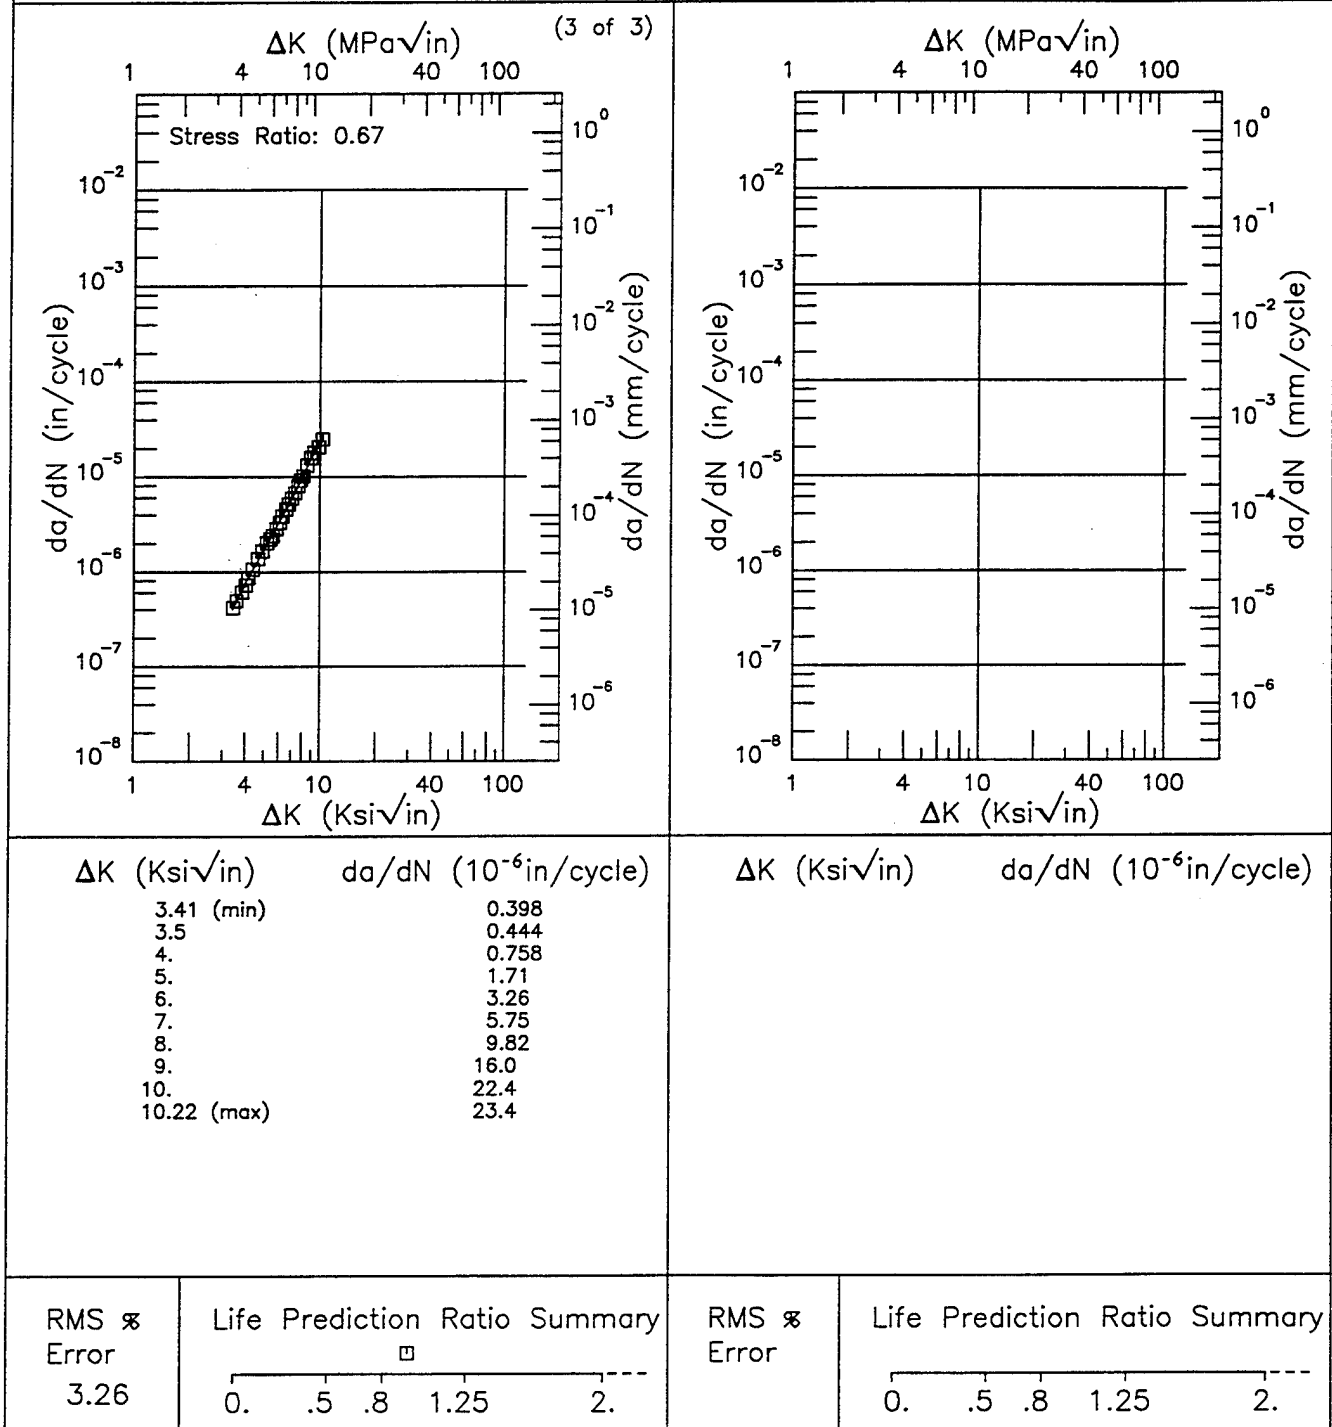 (3 of 3)
ΔK (MPa√in)
1 4 10 40 100
Stress Ratio: 0.67
10⁰
10⁻²
10⁻¹
10⁻³
10⁻²
10⁻⁴
10⁻³
10⁻⁵
10⁻⁴
10⁻⁶
10⁻⁵
10⁻⁷
10⁻⁶
10⁻⁸
da/dN (in/cycle)
da/dN (mm/cycle)
1 4 10 40 100
ΔK (Ksi√in)
ΔK (MPa√in)
1 4 10 40 100
10⁰
10⁻²
10⁻¹
10⁻³
10⁻²
10⁻⁴
10⁻³
10⁻⁵
10⁻⁴
10⁻⁶
10⁻⁵
10⁻⁷
10⁻⁶
10⁻⁸
da/dN (in/cycle)
da/dN (mm/cycle)
1 4 10 40 100
ΔK (Ksi√in)
ΔK (Ksi√in) da/dN (10⁻⁶in/cycle)
3.41 (min) 0.398
3.5 0.444
4. 0.758
5. 1.71
6. 3.26
7. 5.75
8. 9.82
9. 16.0
10. 22.4
10.22 (max) 23.4
ΔK (Ksi√in) da/dN (10⁻⁶in/cycle)
RMS %
Error
3.26
Life Prediction Ratio Summary
0. .5 .8 1.25 2.
RMS %
Error
Life Prediction Ratio Summary
0. .5 .8 1.25 2.